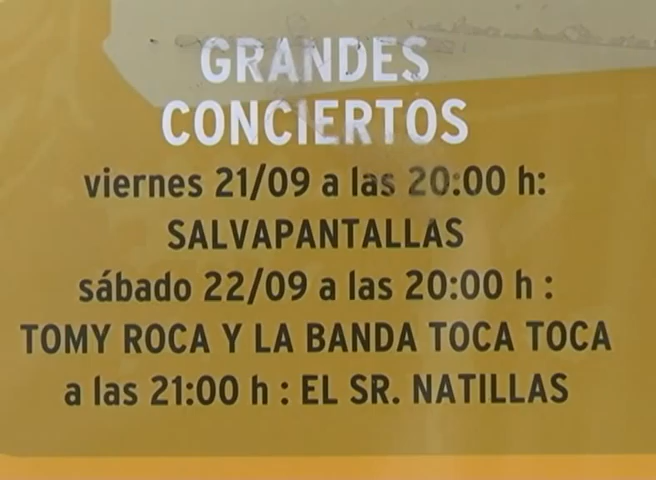 GRANDES
CONCIERTOS
viernes 21/09 a las 20:00 h:
SALVAPANTALLAS
sábado 22/09 a las 20:00 h :
TOMY ROCA Y LA BANDA TOCA TOCA
a las 21:00 h : EL SR. NATILLAS